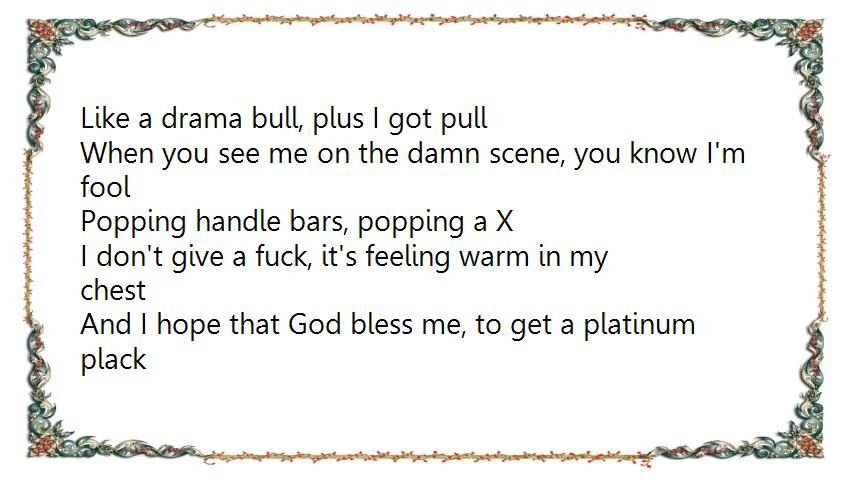 Like a drama bull, plus I got pull
When you see me on the damn scene, you know I'm
fool
Popping handle bars, popping a X
I don't give a fuck, it's feeling warm in my
chest
And I hope that God bless me, to get a platinum
plack